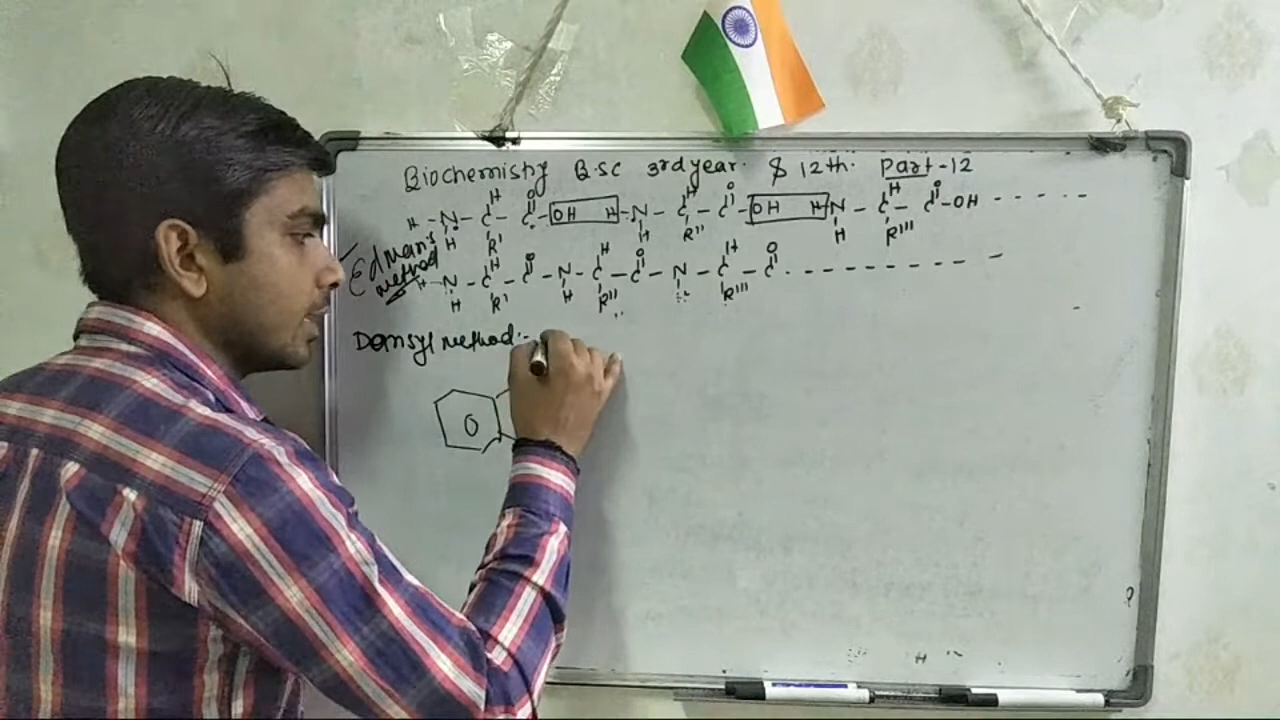 Biochemistry B.Sc 3rd year. $ 12th. Part-12
H H O H H
H - N - C - C - OH H - N - C - C - OH H N - C - C - OH - - - - -
H R' H R'' H R'''
Edman's method
H - N - C - C - N - C - C - N - C - C - - - - - - - - -
H R' H R'' R'''
Dansyl method :-